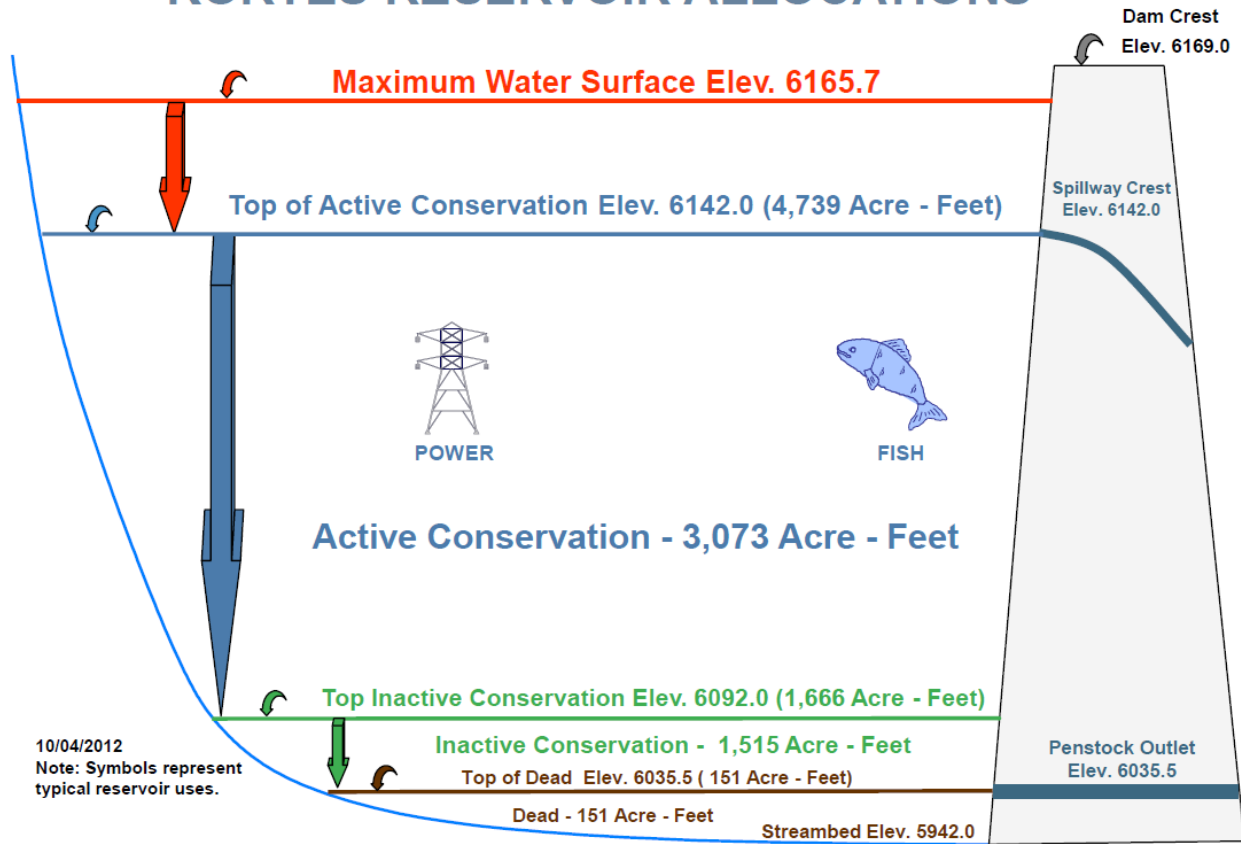 KORTES RESERVOIR ALLOCATIONS
Dam Crest
Elev. 6169.0
Maximum Water Surface Elev. 6165.7
Top of Active Conservation Elev. 6142.0 (4,739 Acre - Feet)
Spillway Crest
Elev. 6142.0
POWER
FISH
Active Conservation - 3,073 Acre - Feet
Top Inactive Conservation Elev. 6092.0 (1,666 Acre - Feet)
Inactive Conservation -  1,515 Acre - Feet
Penstock Outlet
Elev. 6035.5
Top of Dead  Elev. 6035.5 ( 151 Acre - Feet)
Dead - 151 Acre - Feet
Streambed Elev. 5942.0
10/04/2012
Note: Symbols represent
typical reservoir uses.